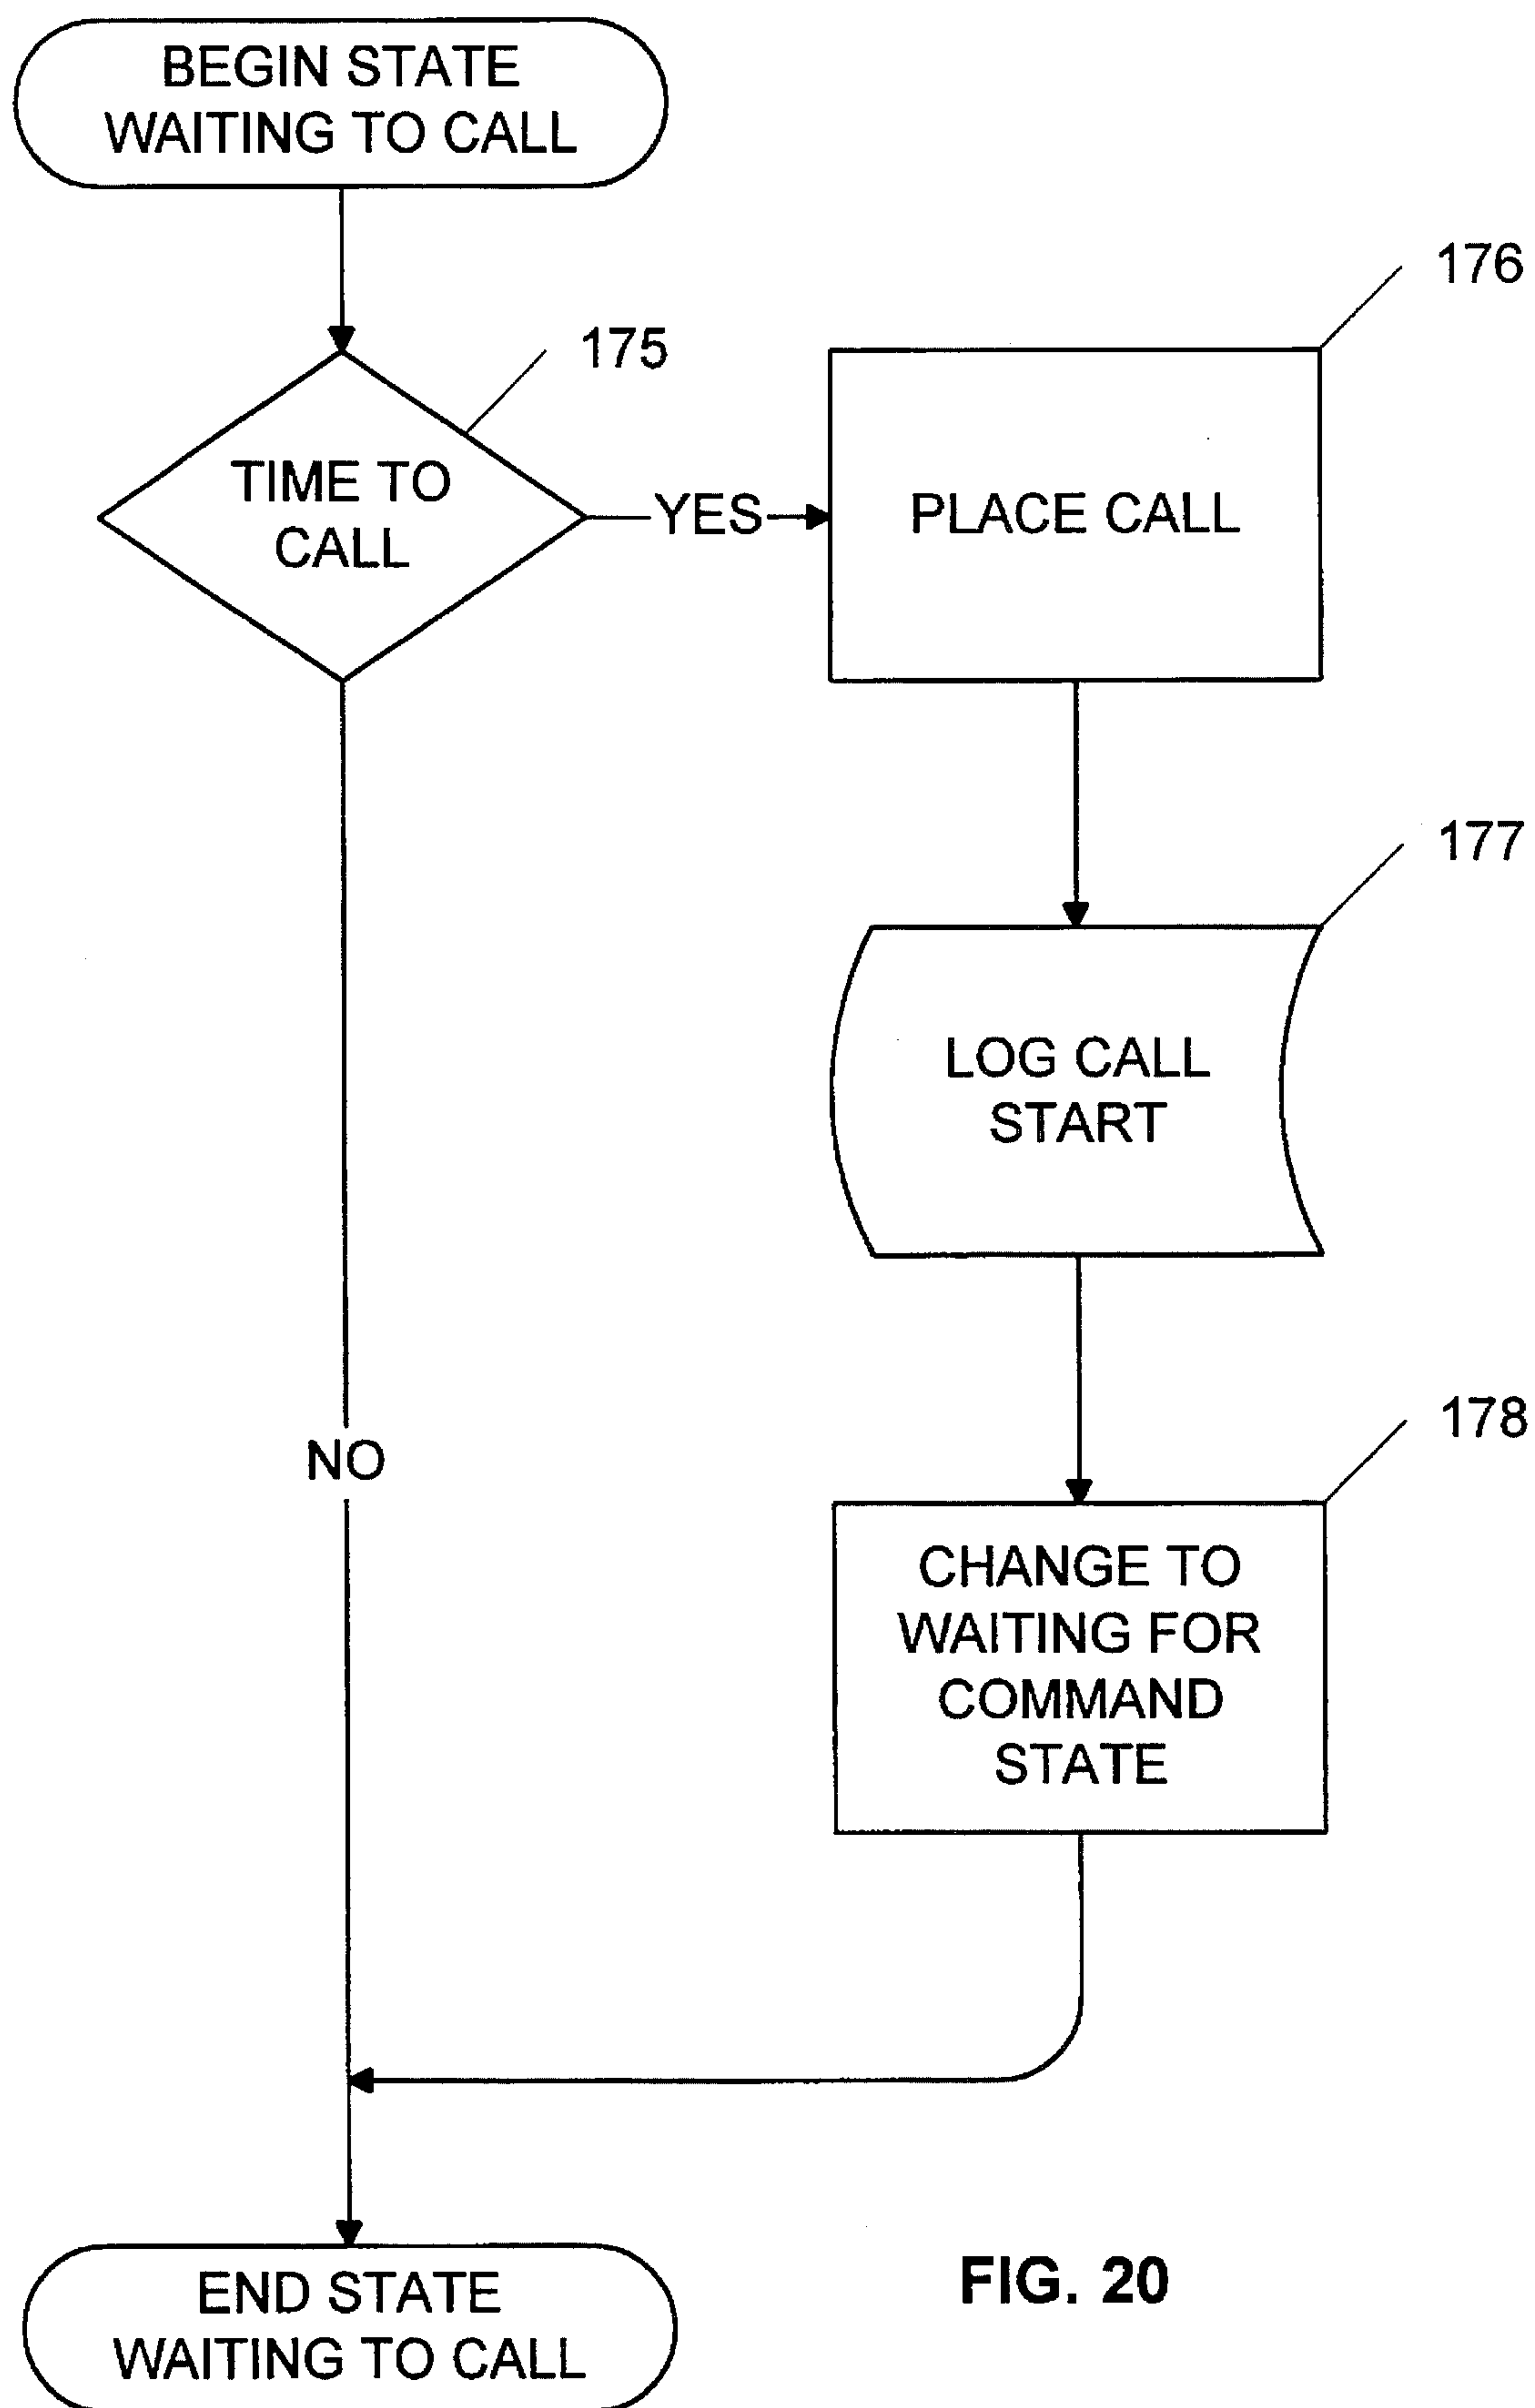 BEGIN STATE
WAITING TO CALL
176
175
TIME TO
CALL
YES
PLACE CALL
177
LOG CALL
START
NO
178
CHANGE TO
WAITING FOR
COMMAND
STATE
END STATE
WAITING TO CALL
FIG. 20